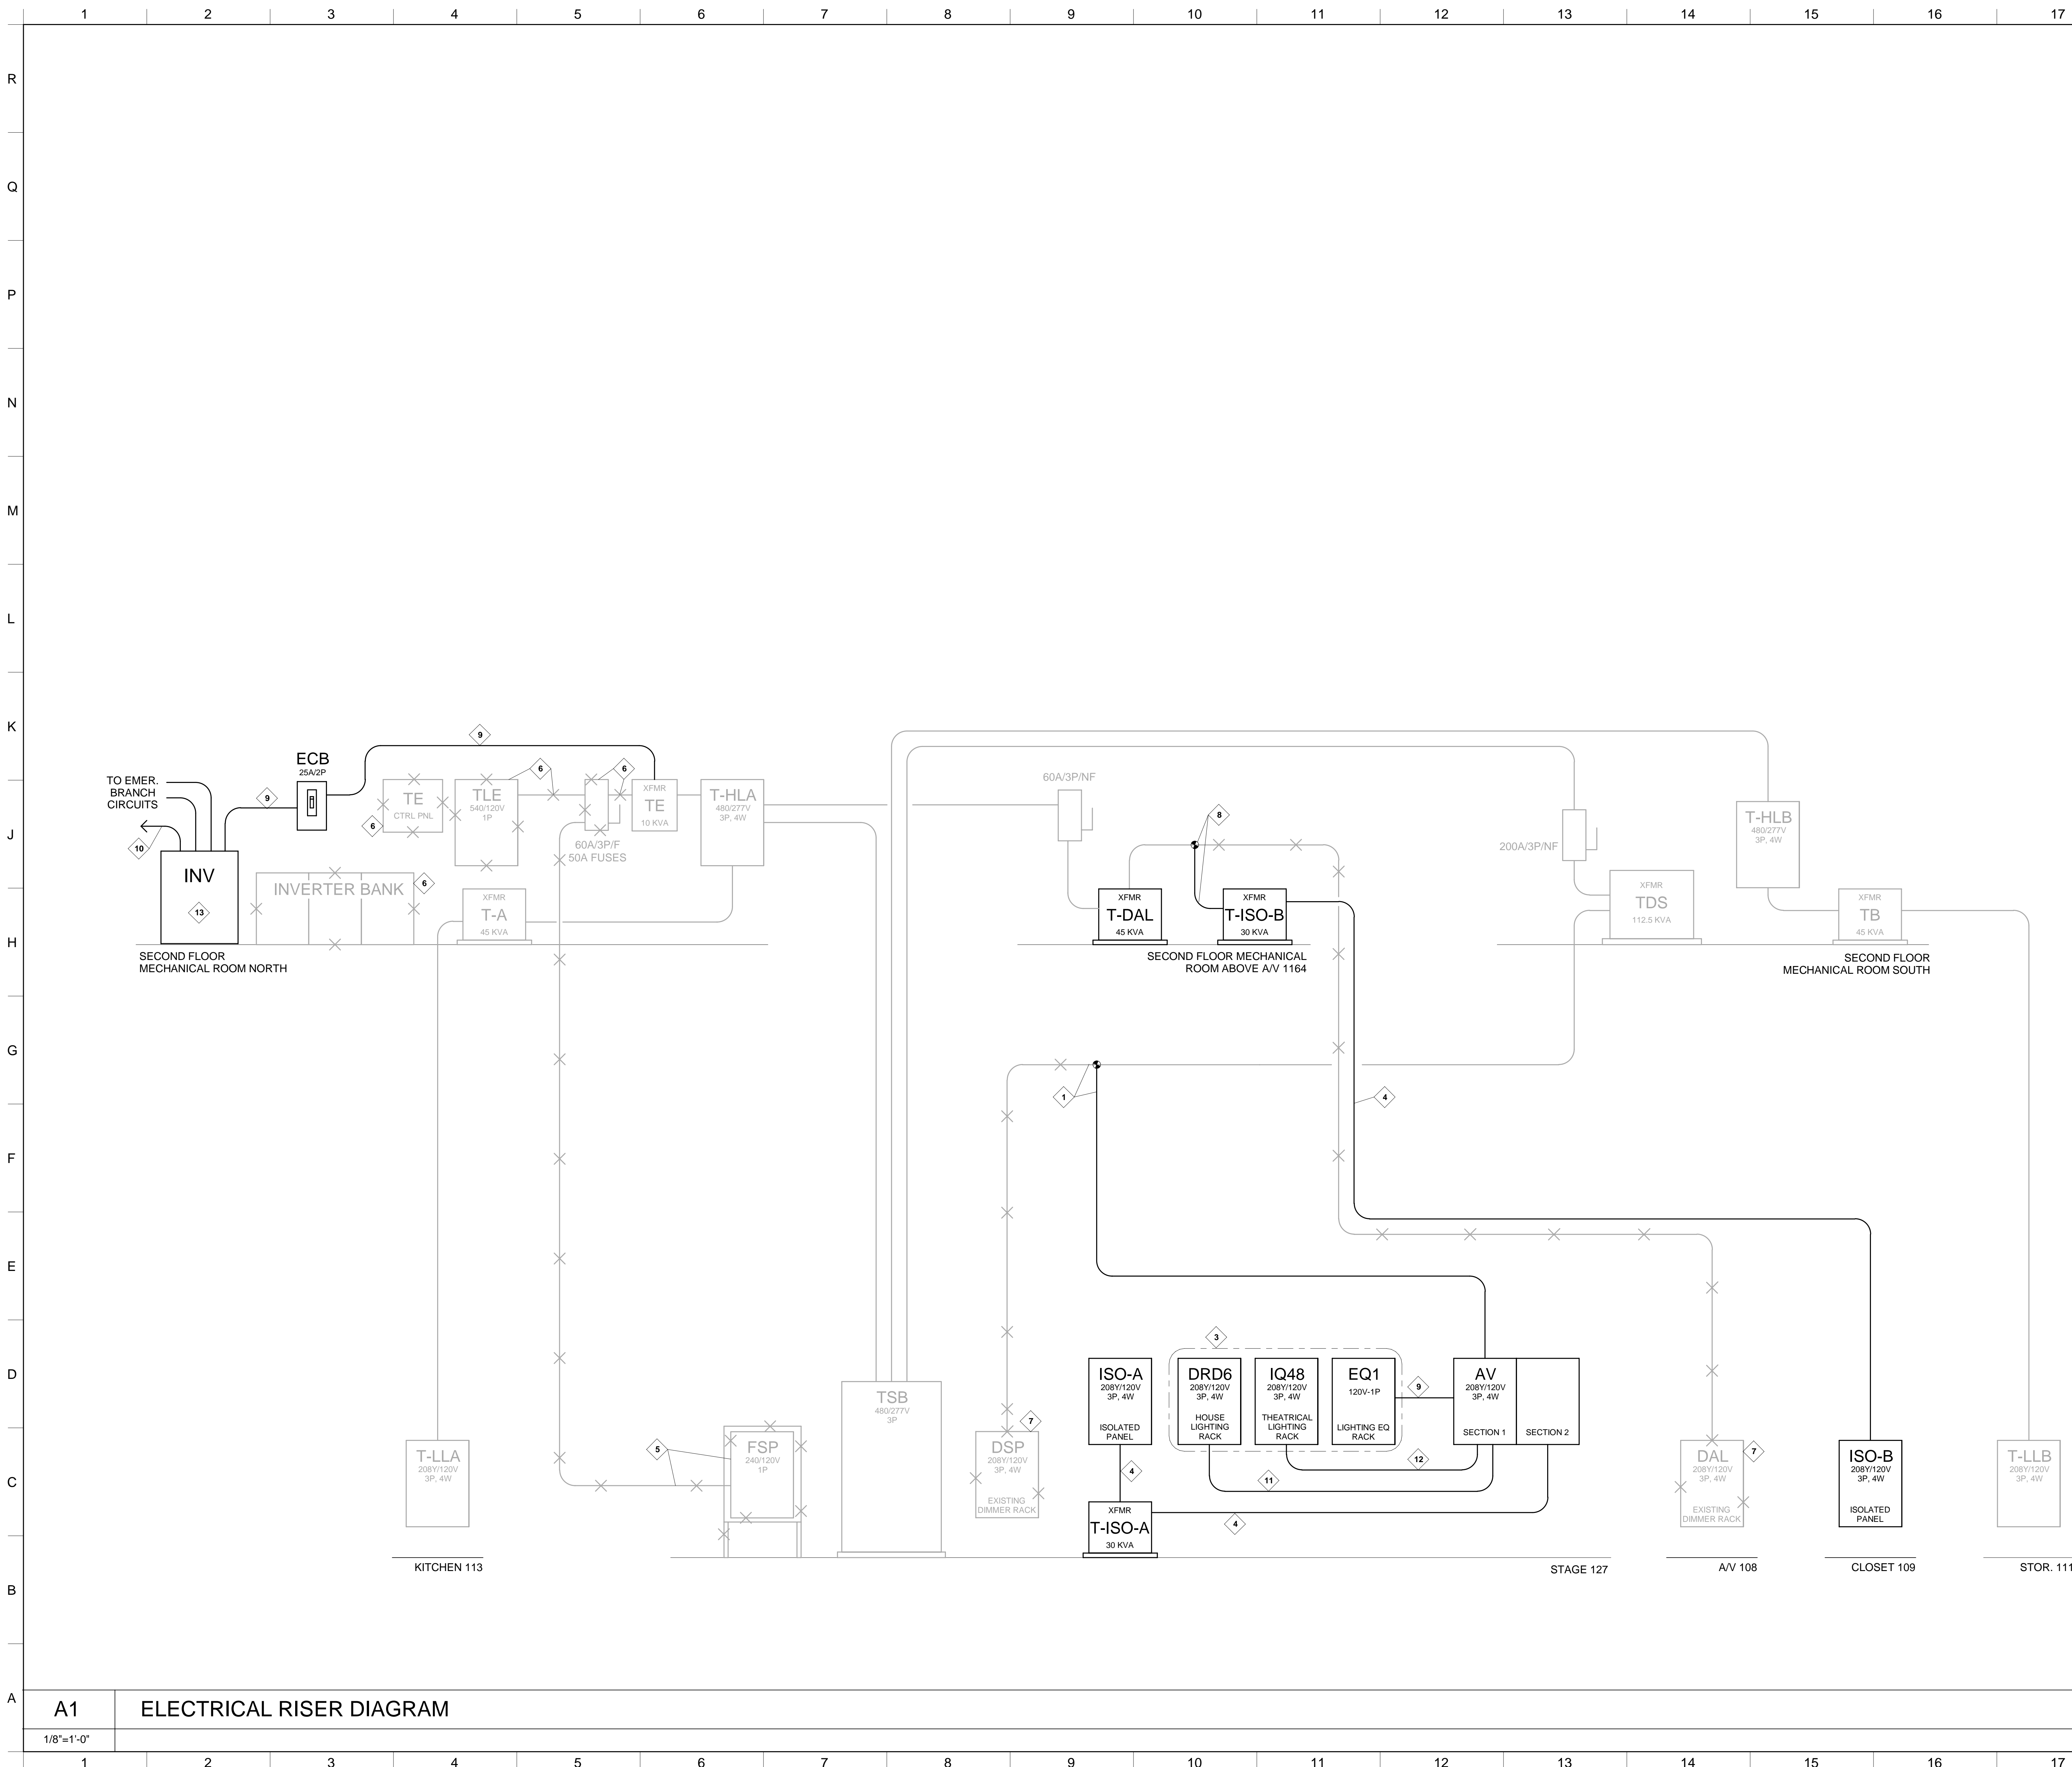 1 2 3 4 5 6 7 8 9 10 11 12 13 14 15 16 17
R
Q
P
N
M
L
K
J
H
G
F
E
D
C
B
A
9
ECB
25A/2P
TO EMER.
BRANCH
CIRCUITS
9
10
INV
13
SECOND FLOOR
MECHANICAL ROOM NORTH
TE
CTRL PNL
6
TLE
540/120V
1P
6
6
60A/3P/F
50A FUSES
XFMR
TE
10 KVA
T-HLA
480/277V
3P, 4W
INVERTER BANK
6
XFMR
T-A
45 KVA
60A/3P/NF
8
XFMR
T-DAL
45 KVA
XFMR
T-ISO-B
30 KVA
SECOND FLOOR MECHANICAL
ROOM ABOVE A/V 1164
200A/3P/NF
XFMR
TDS
112.5 KVA
T-HLB
480/277V
3P, 4W
XFMR
TB
45 KVA
SECOND FLOOR
MECHANICAL ROOM SOUTH
1
4
3
ISO-A
208Y/120V
3P, 4W
ISOLATED
PANEL
DRD6
208Y/120V
3P, 4W
HOUSE
LIGHTING
RACK
IQ48
208Y/120V
3P, 4W
THEATRICAL
LIGHTING
RACK
EQ1
120V-1P
LIGHTING EQ
RACK
9
AV
208Y/120V
3P, 4W
SECTION 1
SECTION 2
TSB
480/277V
3P
7
DSP
208Y/120V
3P, 4W
EXISTING
DIMMER RACK
5
FSP
240/120V
1P
T-LLA
208Y/120V
3P, 4W
KITCHEN 113
4
11
12
4
XFMR
T-ISO-A
30 KVA
STAGE 127
DAL
208Y/120V
3P, 4W
EXISTING
DIMMER RACK
7
A/V 108
ISO-B
208Y/120V
3P, 4W
ISOLATED
PANEL
CLOSET 109
T-LLB
208Y/120V
3P, 4W
STOR. 111
A1
ELECTRICAL RISER DIAGRAM
1/8"=1'-0"
1 2 3 4 5 6 7 8 9 10 11 12 13 14 15 16 17